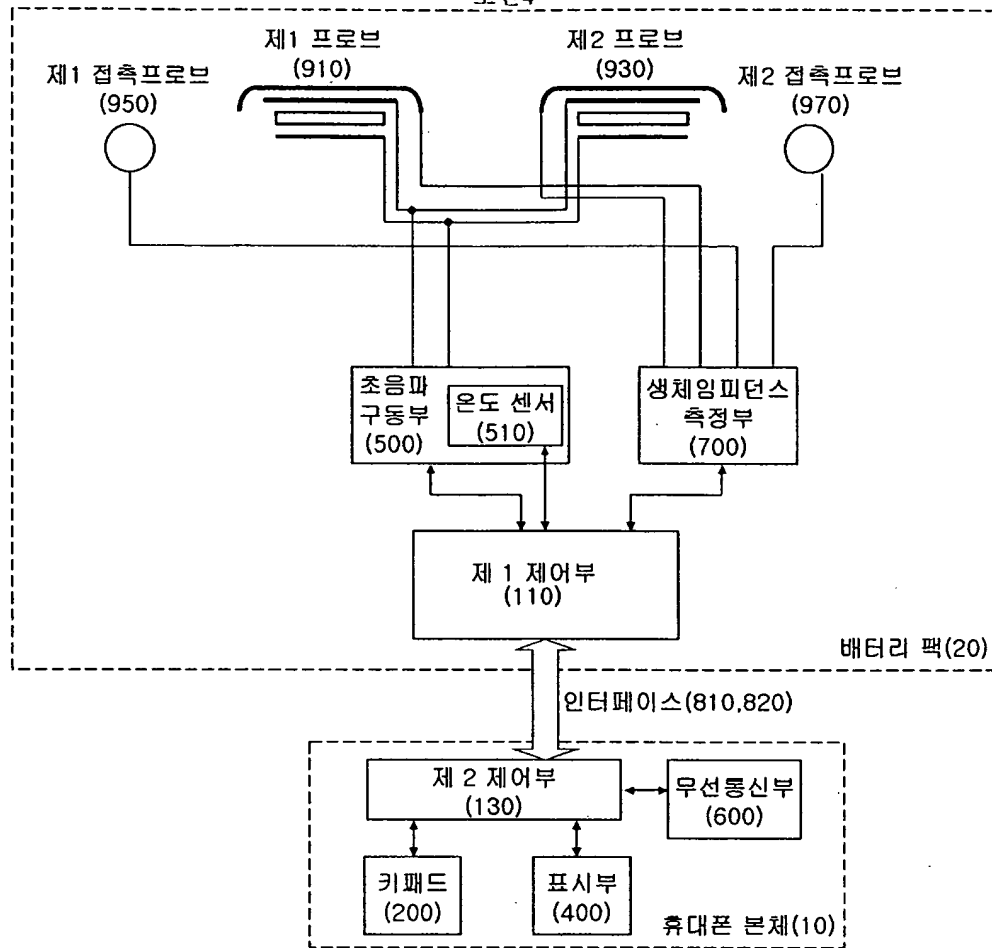 제1 프로브
(910)
제2 프로브
(930)
제1 접촉프로브
(950)
제2 접촉프로브
(970)
초음파
구동부
(500)
온도 센서
(510)
생체임피던스
측정부
(700)
제 1 제어부
(110)
배터리 팩(20)
인터페이스(810,820)
제 2 제어부
(130)
무선통신부
(600)
키패드
(200)
표시부
(400)
휴대폰 본체(10)